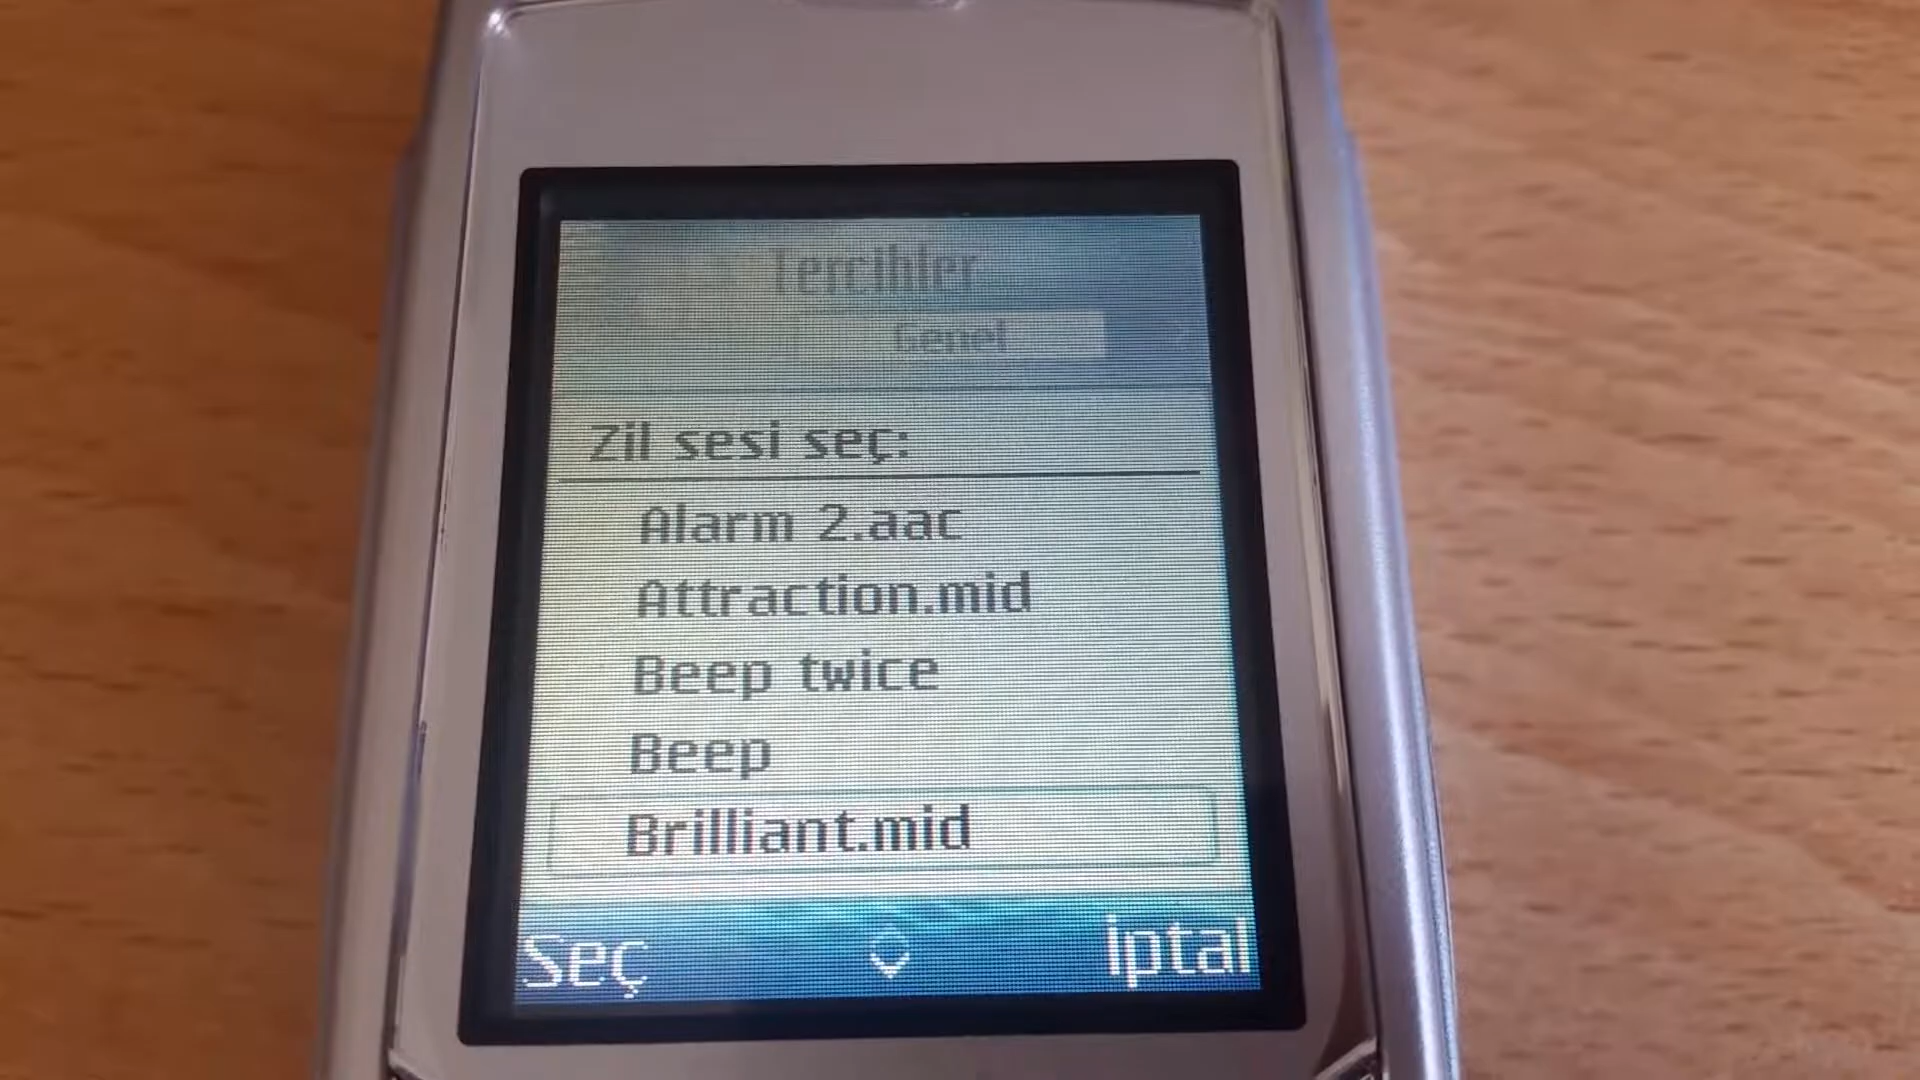 Tercihler
Genel
Zil sesi seç:
Alarm 2.aac
Attraction.mid
Beep twice
Beep
Brilliant.mid
Seç
İptal